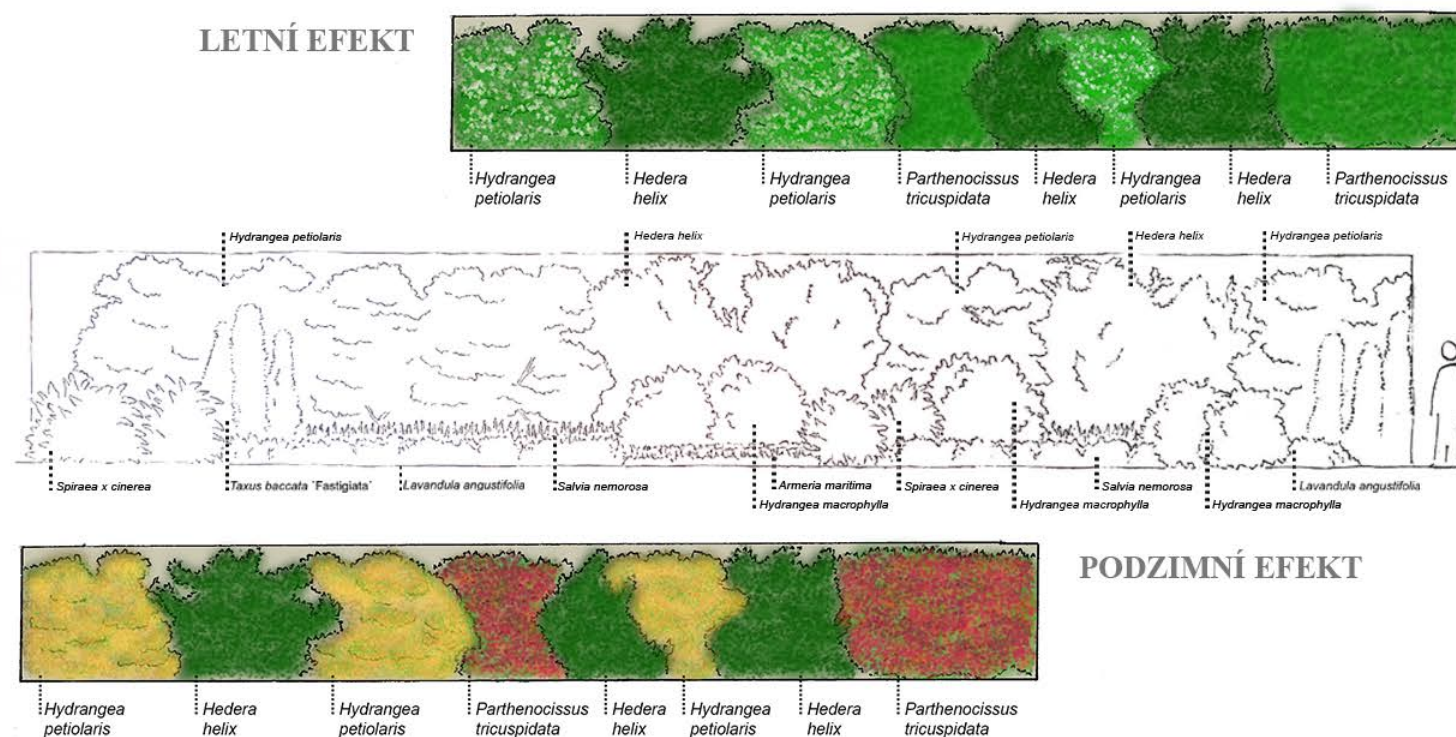 LETNÍ EFEKT
Hydrangea
petiolaris
Hedera
helix
Hydrangea
petiolaris
Parthenocissus
tricuspidata
Hedera
helix
Hydrangea
petiolaris
Hedera
helix
Parthenocissus
tricuspidata
Hydrangea petiolaris
Hedera helix
Hydrangea petiolaris
Hedera helix
Hydrangea petiolaris
Spiraea x cinerea
Taxus baccata ´Fastigiata´
Lavandula angustifolia
Salvia nemorosa
Armeria maritima
Hydrangea macrophylla
Spiraea x cinerea
Hydrangea macrophylla
Salvia nemorosa
Hydrangea macrophylla
Lavandula angustifolia
PODZIMNÍ EFEKT
Hydrangea
petiolaris
Hedera
helix
Hydrangea
petiolaris
Parthenocissus
tricuspidata
Hedera
helix
Hydrangea
petiolaris
Hedera
helix
Parthenocissus
tricuspidata